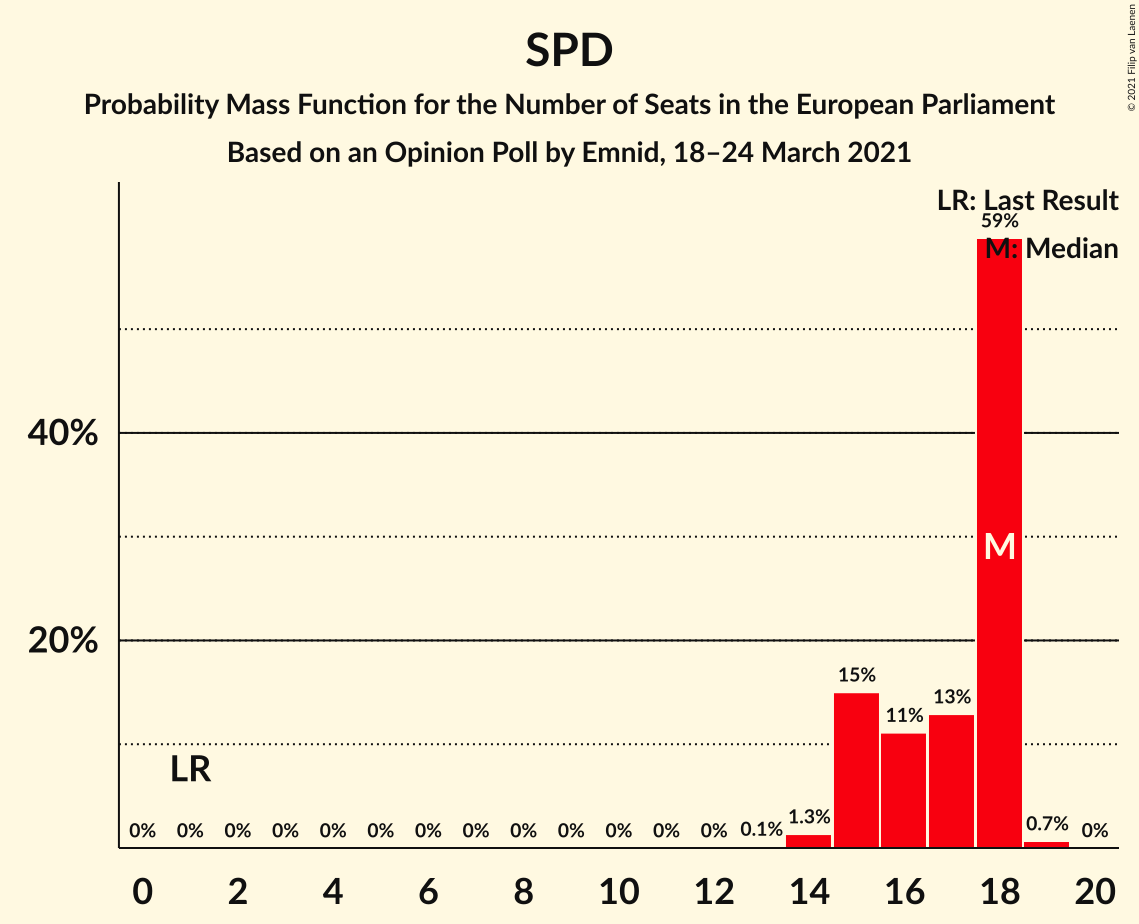 © 2021 Filip van Laenen
SPD
Probability Mass Function for the Number of Seats in the European Parliament
Based on an Opinion Poll by Emnid, 18–24 March 2021
LR: Last Result
59%
M: Median
40%
M
20%
15%
13%
11%
LR
0% 0% 0% 0% 0% 0% 0% 0% 0% 0% 0% 0% 0% 0.1% 1.3% 0.7% 0%
0 2 4 6 8 10 12 14 16 18 20